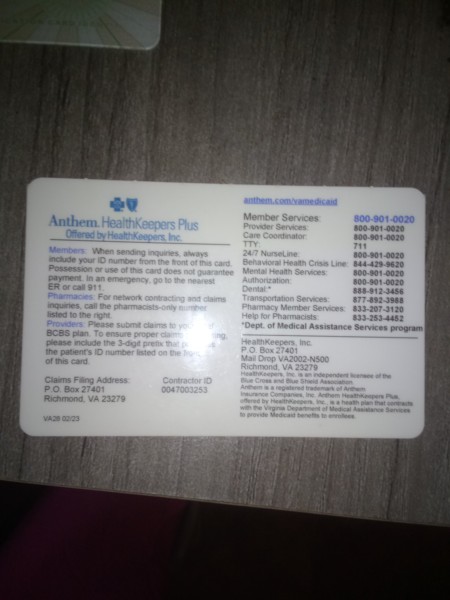 Anthem. HealthKeepers Plus
Offered by HealthKeepers, Inc.
Members: When sending inquiries, always
include your ID number from the front of this card.
Possession or use of this card does not guarantee
payment. In an emergency, go to the nearest
ER or call 911.
Pharmacies: For network contracting and claims
inquiries, call the pharmacists-only number
listed to the right.
Providers: Please submit claims to your
BCBS plan. To ensure proper claims
please include the 3-digit prefix that
the patient's ID number listed on the
of this card.
Claims Filing Address:
P.O. Box 27401
Richmond, VA 23279
Contractor ID
0047003253
VA28 02/23
anthem.com/vamedicaid
Member Services: 800-901-0020
Provider Services: 800-901-0020
Care Coordinator: 800-901-0020
TTY: 711
24/7 NurseLine: 800-901-0020
Behavioral Health Crisis Line: 844-429-9620
Mental Health Services: 800-901-0020
Authorization: 800-901-0020
Dental:* 888-912-3456
Transportation Services: 877-892-3988
Pharmacy Member Services: 833-207-3120
Help for Pharmacists: 833-253-4452
*Dept. of Medical Assistance Services program
HealthKeepers, Inc.
P.O. Box 27401
Mail Drop VA2002-N500
Richmond, VA 23279
HealthKeepers, Inc. is an independent licensee of the
Blue Cross and Blue Shield Association.
Anthem is a registered trademark of Anthem
Insurance Companies, Inc. Anthem HealthKeepers Plus,
offered by HealthKeepers, Inc., is a health plan that contracts
with the Virginia Department of Medical Assistance Services
to provide Medicaid benefits to enrollees.